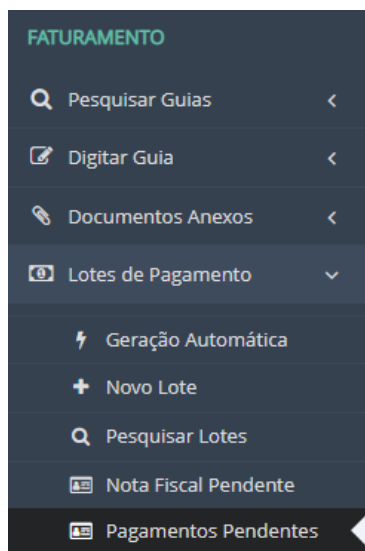 FATURAMENTO
Pesquisar Guias
Digitar Guia
Documentos Anexos
Lotes de Pagamento
Geração Automática
Novo Lote
Pesquisar Lotes
Nota Fiscal Pendente
Pagamentos Pendentes